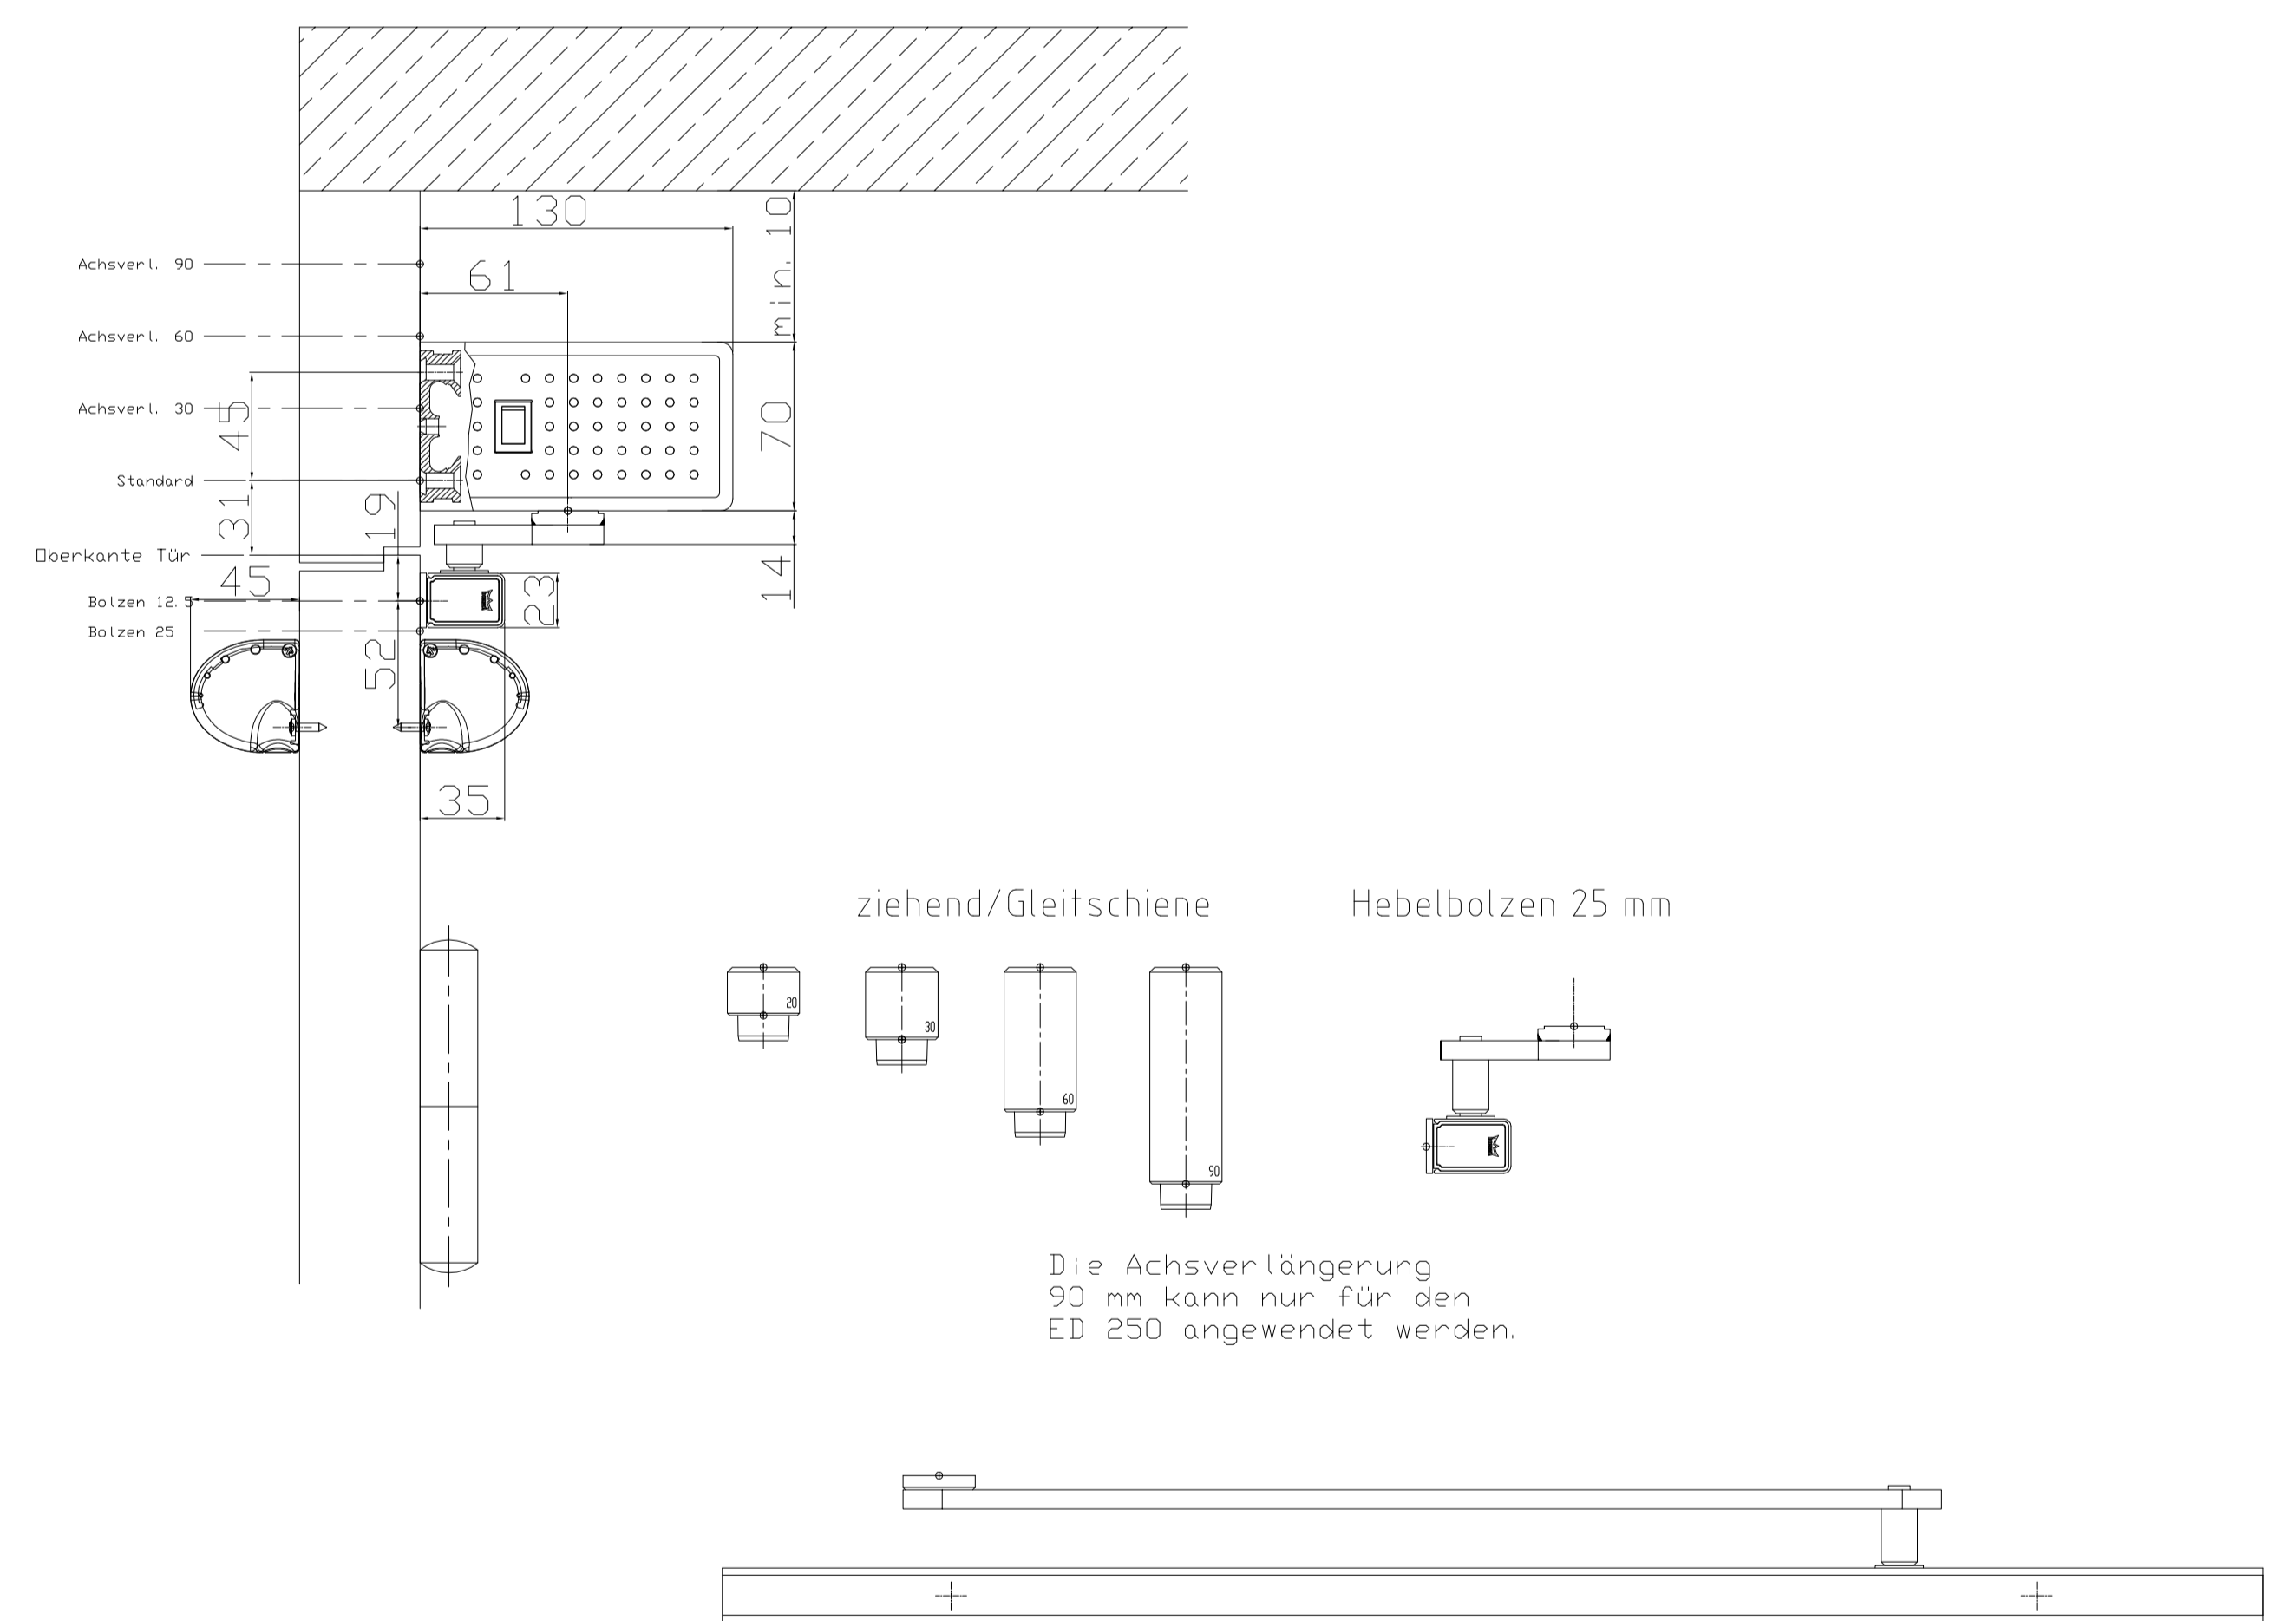 130
min. 10
61
Achsverl. 90
Achsverl. 60
Achsverl. 30
45
70
Standard
31
19
Oberkante Tür
14
45
23
Bolzen 12.5
Bolzen 25
52
35
ziehend/Gleitschiene
Hebelbolzen 25 mm
20
30
60
90
Die Achsverlängerung
90 mm kann nur für den
ED 250 angewendet werden.